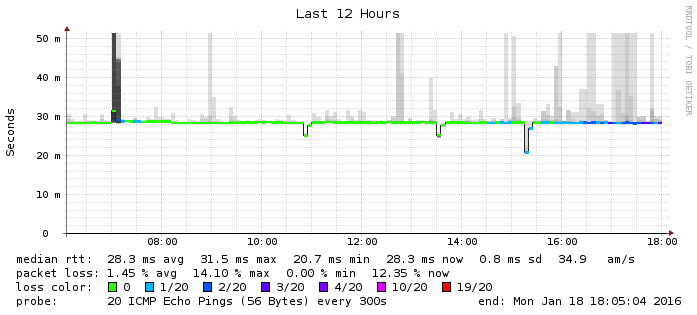 Last 12 Hours
RRDTOOL / TOBI OETIKER
Seconds
50 m
40 m
30 m
20 m
10 m
0
08:00 10:00 12:00 14:00 16:00 18:00
median rtt: 28.3 ms avg 31.5 ms max 20.7 ms min 28.3 ms now 0.8 ms sd 34.9 am/s
packet loss: 1.45 % avg 14.10 % max 0.00 % min 12.35 % now
loss color: 0 1/20 2/20 3/20 4/20 10/20 19/20
probe: 20 ICMP Echo Pings (56 Bytes) every 300s end: Mon Jan 18 18:05:04 2016